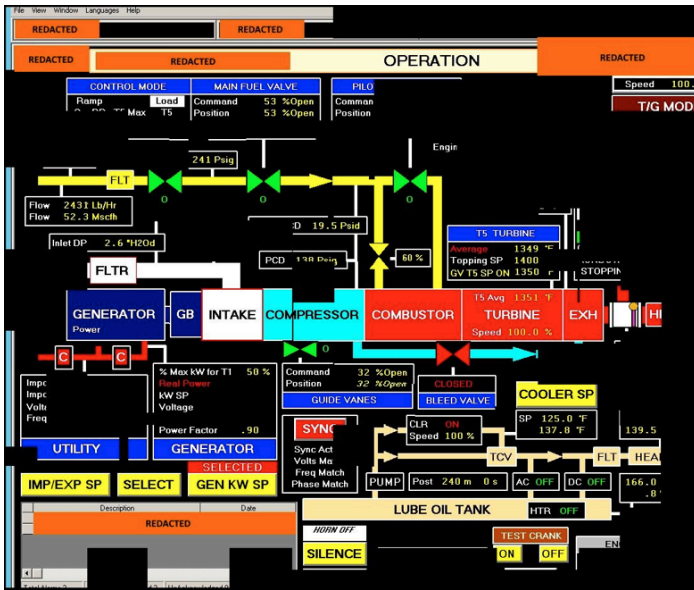 File View Window Languages Help
REDACTED REDACTED
REDACTED REDACTED OPERATION REDACTED
CONTROL MODE MAIN FUEL VALVE PILO Speed 100.
Ramp Load Command 53 %Open Comman
Max T5 Position 53 %Open Position T/G MOD
Engin
241 Psig
FLT
0 0 0
Flow 2431 Lb/Hr
Flow 52.3 Mscfh
19.5 Psid
Inlet DP 2.6 "H2Od
T5 TURBINE
Average 1349 °F
PCD 138 Psig 60 % Topping SP 1400
GV T5 SP ON 1350 °F STOPPIN
FLTR
T5 Avg 1351 °F
GENERATOR GB INTAKE COMPRESSOR COMBUSTOR TURBINE EXH
Power
Speed 100.0 %
C C 0
% Max kW for T1 50 % Command 32 %Open
Real Power Position 32 %Open CLOSED
kW SP GUIDE VANES BLEED VALVE COOLER SP
Voltage
Freq
SP 125.0 °F
137.8 °F 139.5
Power Factor .90
SYNC CLR ON
Speed 100 %
UTILITY GENERATOR Sync Act
Volts Ma TCV FLT HEA
SELECTED Freq Match
IMP/EXP SP SELECT GEN KW SP Phase Match PUMP Post 240 m 0 s AC OFF DC OFF 166.0
.8
LUBE OIL TANK HTR OFF
Description Date
REDACTED
HORN OFF TEST CRANK
SILENCE ON OFF EN